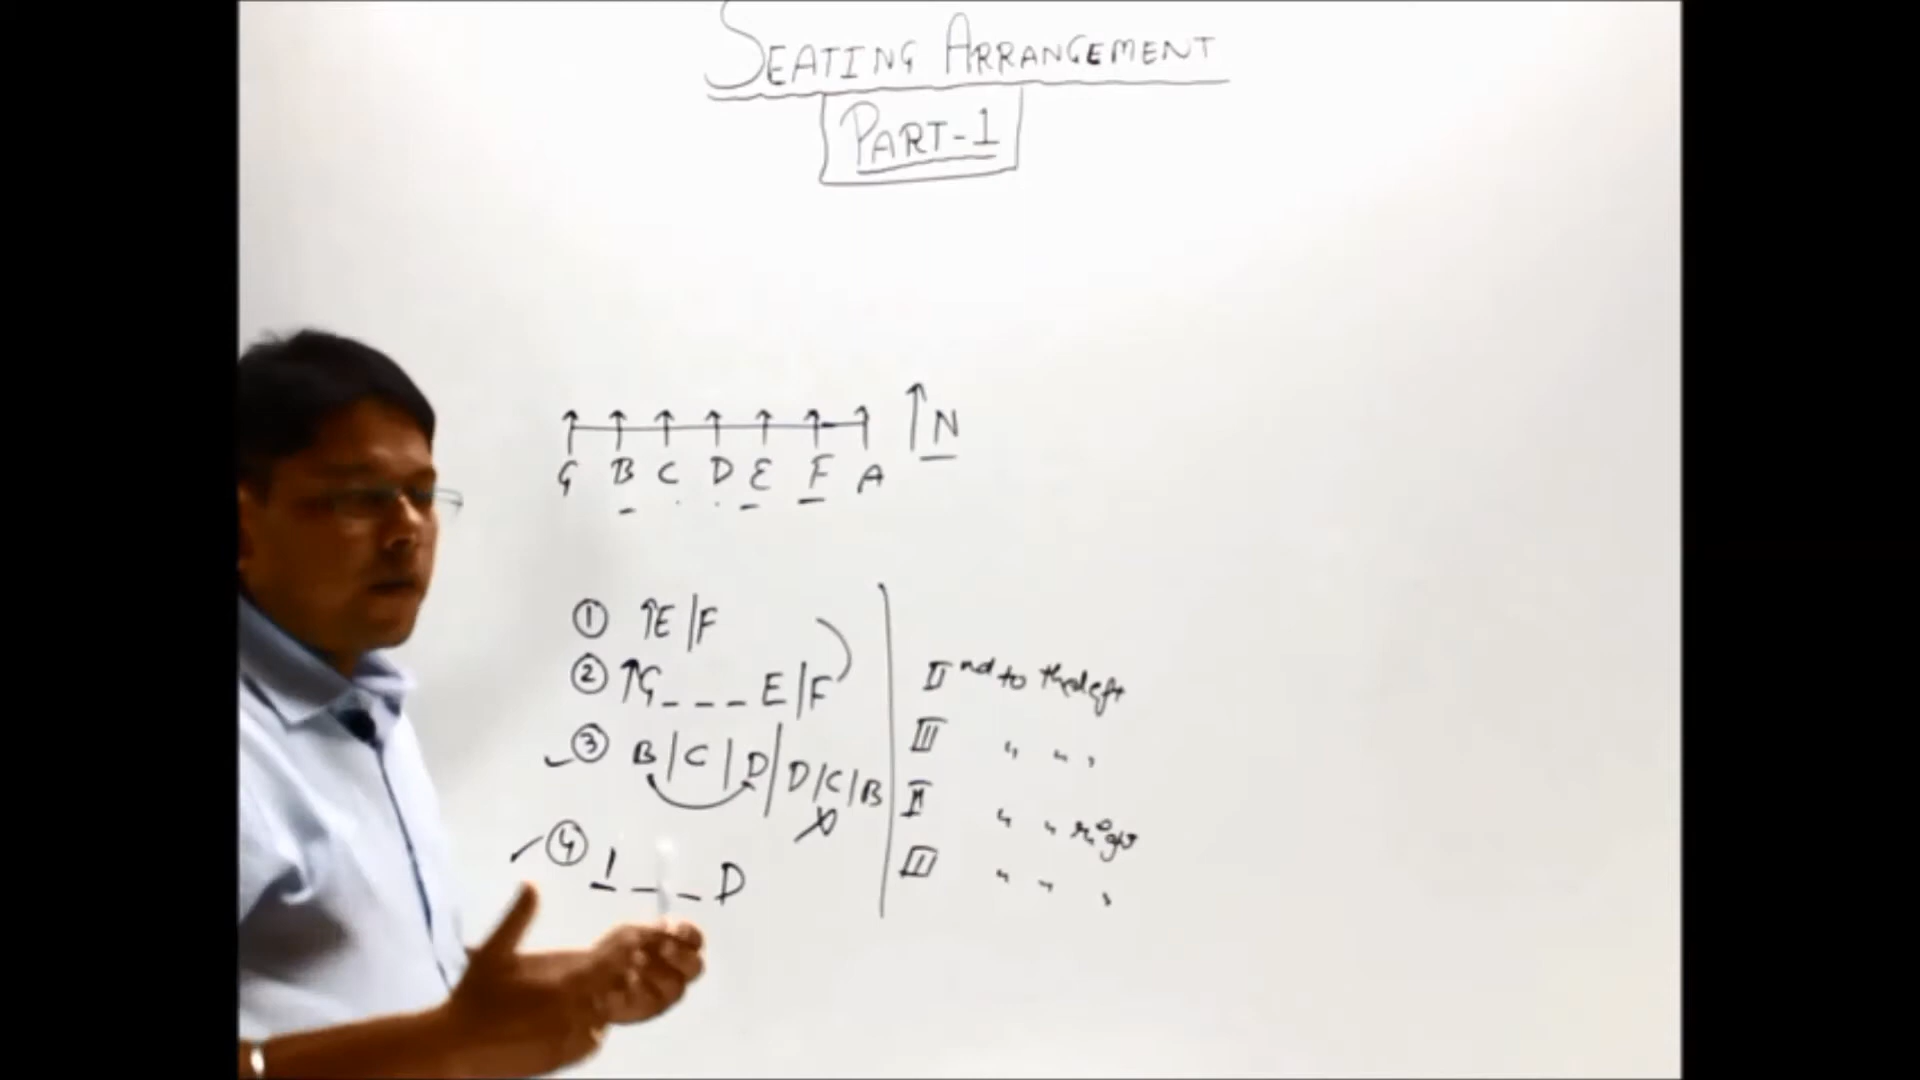 SEATING ARRANGEMENT
PART-1
↑N
G B C D E F A
① ↑E|F
② ↑G _ _ _ E|F
③ B|C|D|D|C|B
④ _ _ _ D
II nd to the left
III " " "
II " " right
III " " "